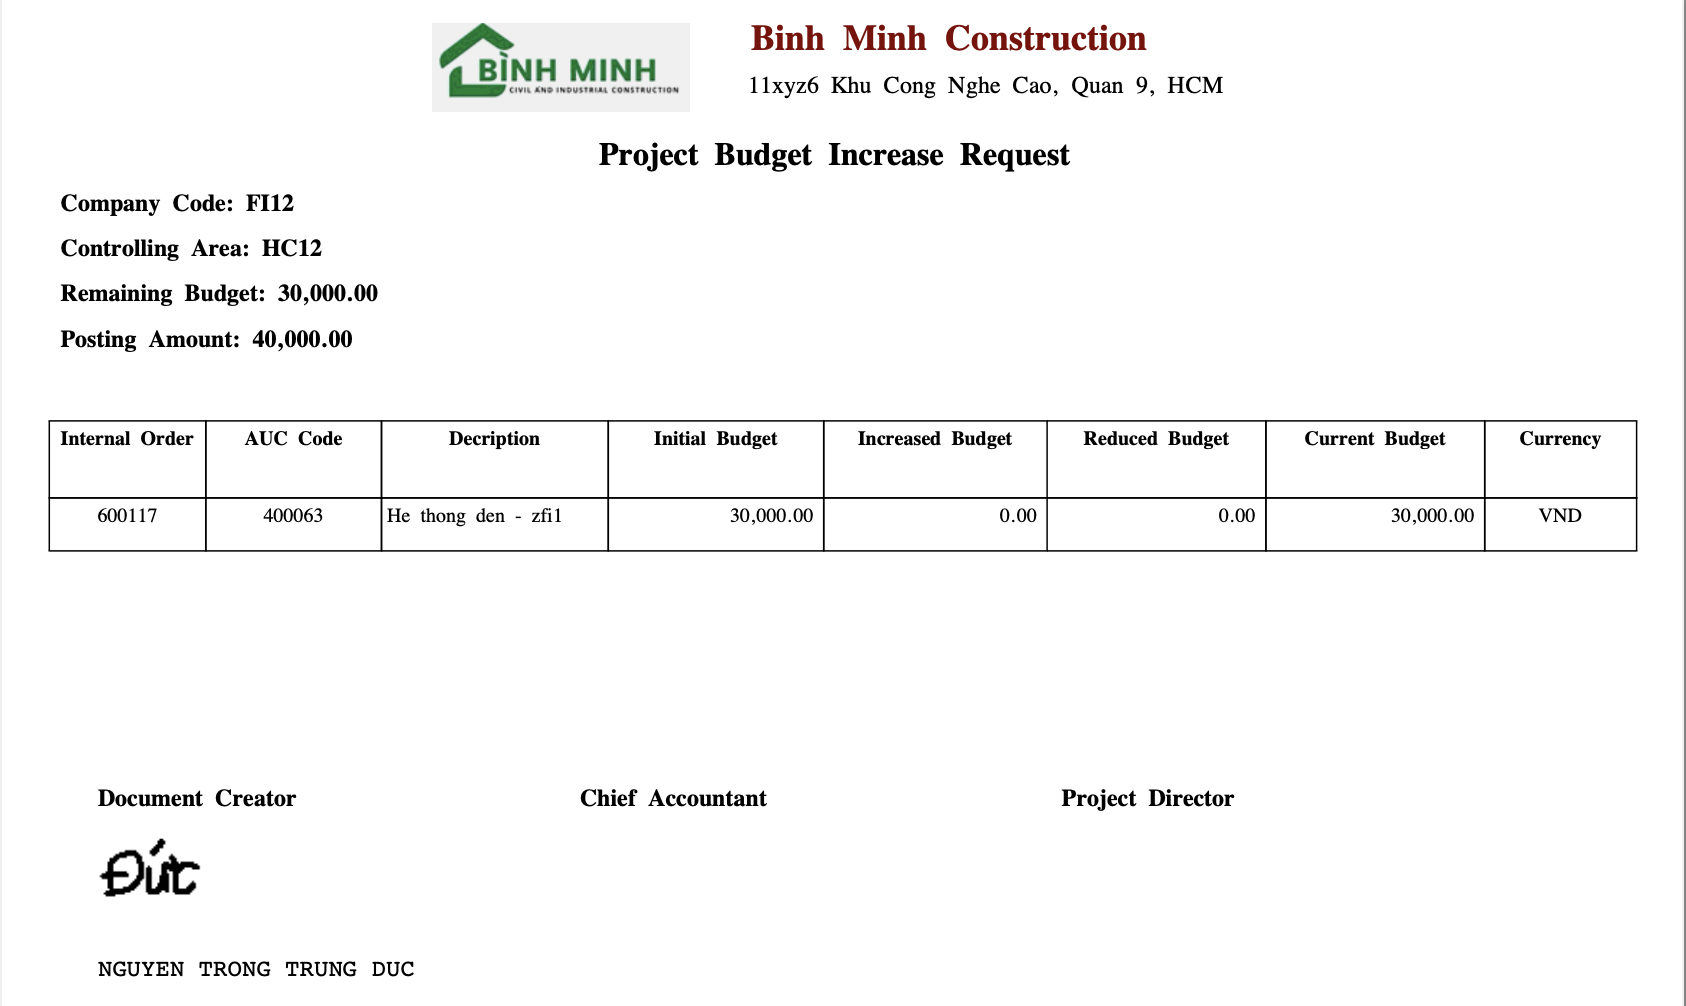 BÌNH MINH
CIVIL AND INDUSTRIAL CONSTRUCTION
Binh Minh Construction
11xyz6 Khu Cong Nghe Cao, Quan 9, HCM
Project Budget Increase Request
Company Code: FI12
Controlling Area: HC12
Remaining Budget: 30,000.00
Posting Amount: 40,000.00
Internal Order AUC Code Decription Initial Budget Increased Budget Reduced Budget Current Budget Currency
600117 400063 He thong den - zfi1 30,000.00 0.00 0.00 30,000.00 VND
Document Creator Chief Accountant Project Director
Đức
NGUYEN TRONG TRUNG DUC